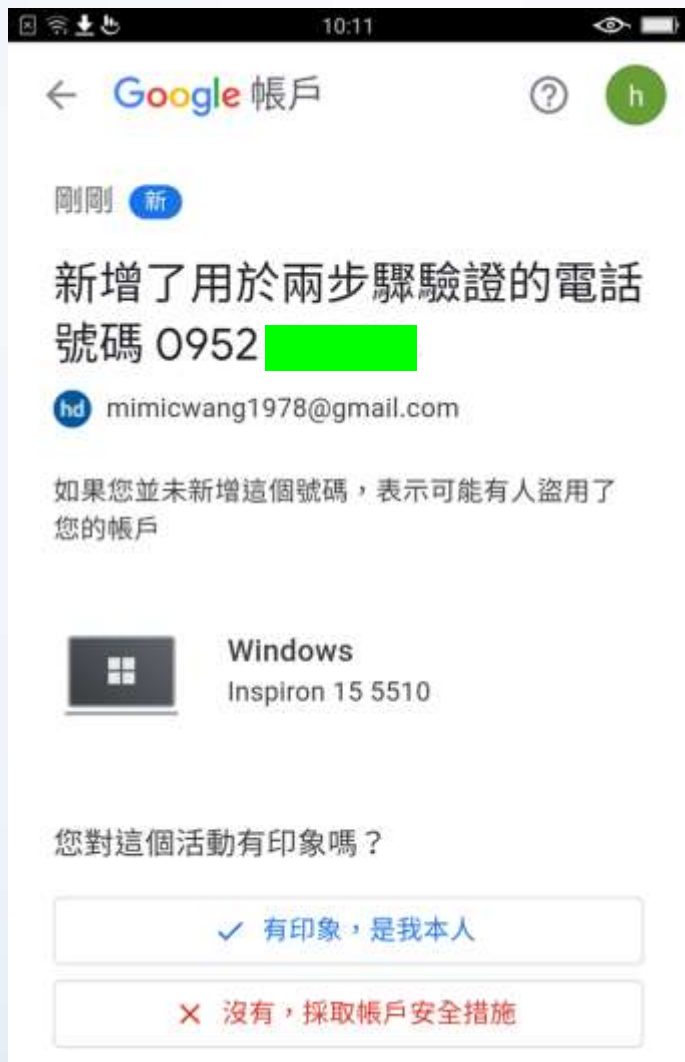 10:11
Google 帳戶
h
剛剛 新
新增了用於兩步驟驗證的電話
號碼 0952
hd mimicwang1978@gmail.com
如果您並未新增這個號碼，表示可能有人盜用了
您的帳戶
Windows
Inspiron 15 5510
您對這個活動有印象嗎？
有印象，是我本人
沒有，採取帳戶安全措施